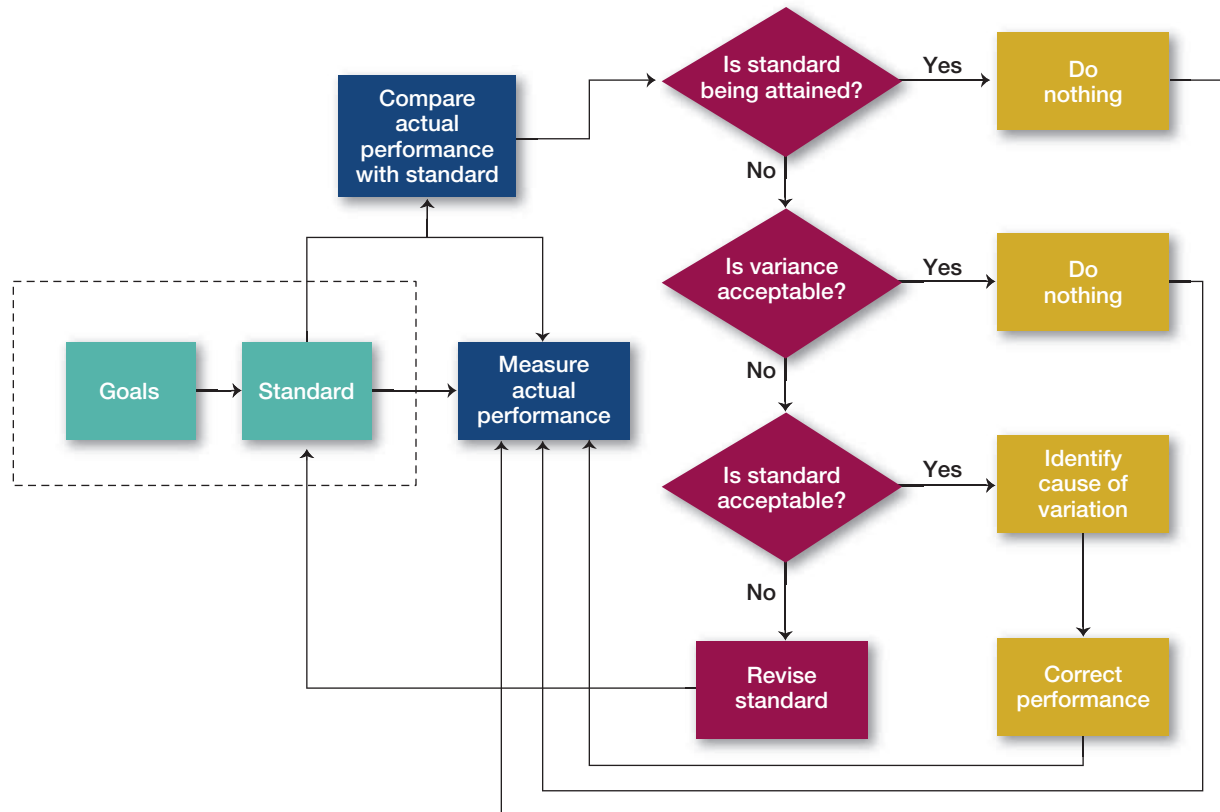 Is standard
being attained?
Yes
Do
nothing
Compare
actual
performance
with standard
No
Is variance
acceptable?
Yes
Do
nothing
Goals
Standard
Measure
actual
performance
No
Is standard
acceptable?
Yes
Identify
cause of
variation
No
Revise
standard
Correct
performance